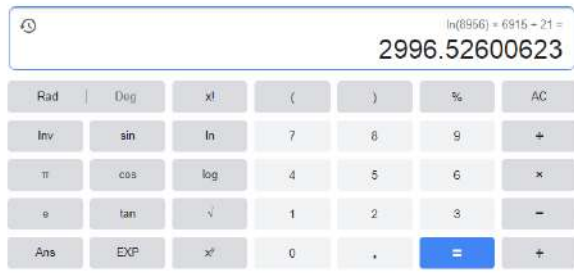 ln(8956) × 6915 ÷ 21 =
2996.52600623
Rad | Deg x! ( ) % AC
Inv sin ln 7 8 9 ÷
π cos log 4 5 6 ×
e tan √ 1 2 3 −
Ans EXP xʸ 0 . = +